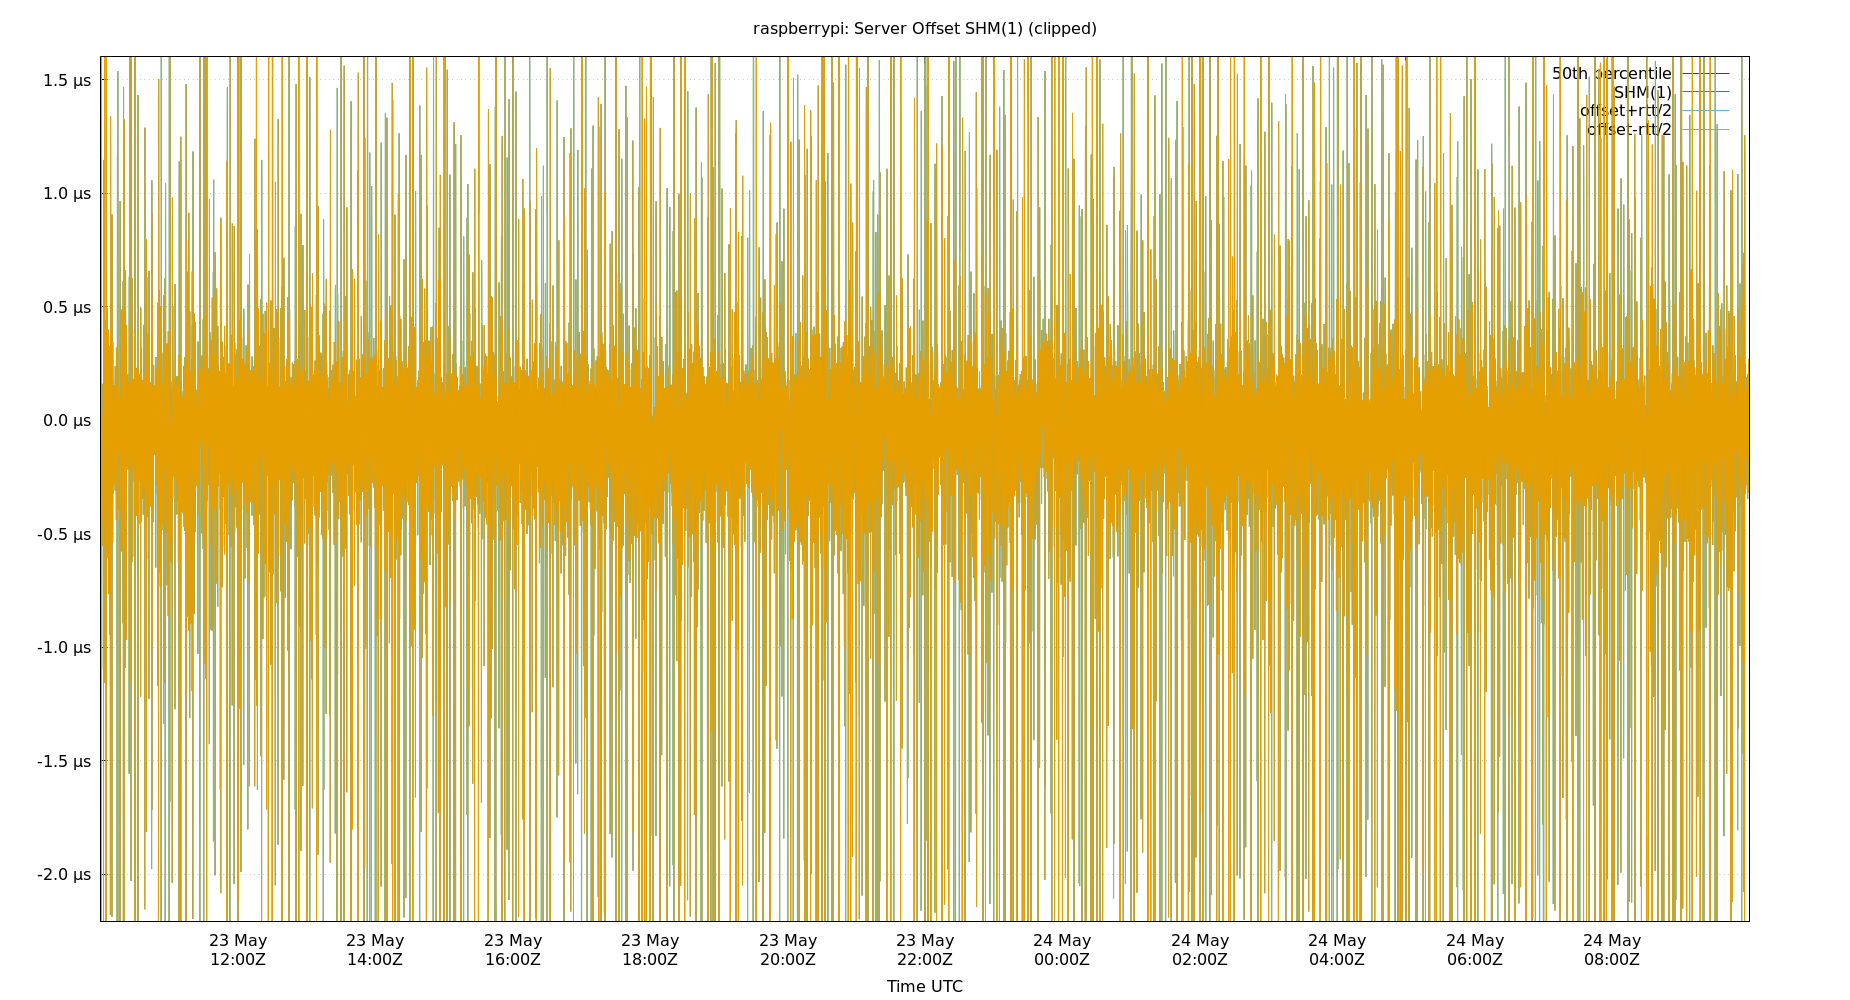 raspberrypi: Server Offset SHM(1) (clipped)
1.5 µs
1.0 µs
0.5 µs
0.0 µs
-0.5 µs
-1.0 µs
-1.5 µs
-2.0 µs
50th percentile
SHM(1)
offset+rtt/2
offset-rtt/2
23 May
12:00Z
23 May
14:00Z
23 May
16:00Z
23 May
18:00Z
23 May
20:00Z
23 May
22:00Z
24 May
00:00Z
24 May
02:00Z
24 May
04:00Z
24 May
06:00Z
24 May
08:00Z
Time UTC